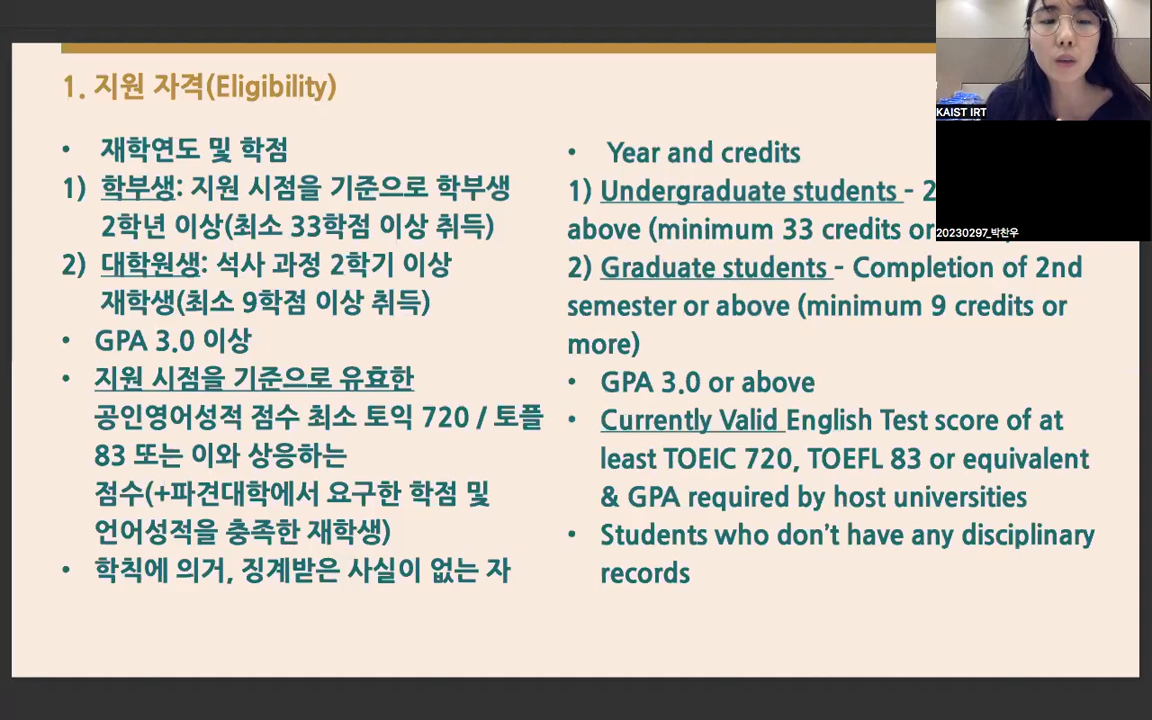 1. 지원 자격(Eligibility)
• 재학연도 및 학점
1) 학부생: 지원 시점을 기준으로 학부생
2학년 이상(최소 33학점 이상 취득)
2) 대학원생: 석사 과정 2학기 이상
재학생(최소 9학점 이상 취득)
• GPA 3.0 이상
• 지원 시점을 기준으로 유효한
공인영어성적 점수 최소 토익 720 / 토플
83 또는 이와 상응하는
점수(+파견대학에서 요구한 학점 및
언어성적을 충족한 재학생)
• 학칙에 의거, 징계받은 사실이 없는 자
• Year and credits
1) Undergraduate students - 2
above (minimum 33 credits or
2) Graduate students - Completion of 2nd
semester or above (minimum 9 credits or
more)
• GPA 3.0 or above
• Currently Valid English Test score of at
least TOEIC 720, TOEFL 83 or equivalent
& GPA required by host universities
• Students who don't have any disciplinary
records
KAIST IRT
20230297_박찬우